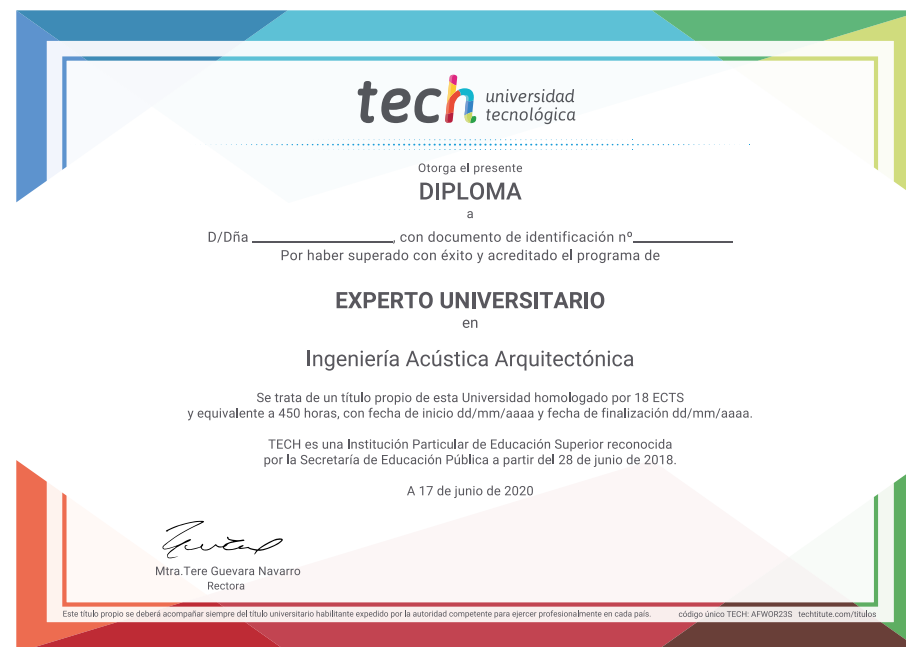 tech universidad
tecnológica
Otorga el presente
DIPLOMA
a
D/Dña ____________________, con documento de identificación nº______________
Por haber superado con éxito y acreditado el programa de
EXPERTO UNIVERSITARIO
en
Ingeniería Acústica Arquitectónica
Se trata de un título propio de esta Universidad homologado por 18 ECTS
y equivalente a 450 horas, con fecha de inicio dd/mm/aaaa y fecha de finalización dd/mm/aaaa.
TECH es una Institución Particular de Educación Superior reconocida
por la Secretaría de Educación Pública a partir del 28 de junio de 2018.
A 17 de junio de 2020
Mtra.Tere Guevara Navarro
Rectora
Este título propio se deberá acompañar siempre del título universitario habilitante expedido por la autoridad competente para ejercer profesionalmente en cada país. código único TECH: AFWOR23S techtitute.com/titulos